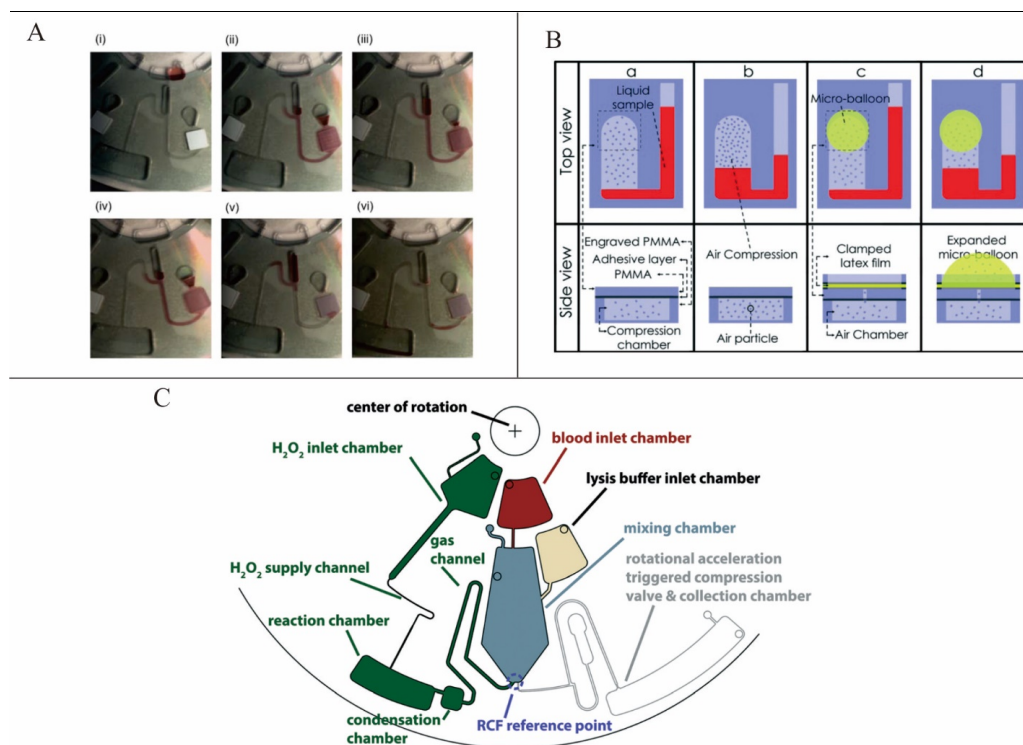 A
(i)
(ii)
(iii)
(iv)
(v)
(vi)
B
a
b
c
d
Top view
Liquid
sample
Micro-balloon
Side view
Engraved PMMA
Adhesive layer
PMMA
Compression
chamber
Air Compression
Air particle
Clamped
latex film
Air Chamber
Expanded
micro-balloon
C
center of rotation
H₂O₂ inlet chamber
blood inlet chamber
lysis buffer inlet chamber
mixing chamber
gas
channel
rotational acceleration
triggered compression
valve & collection chamber
H₂O₂ supply channel
reaction chamber
condensation
chamber
RCF reference point